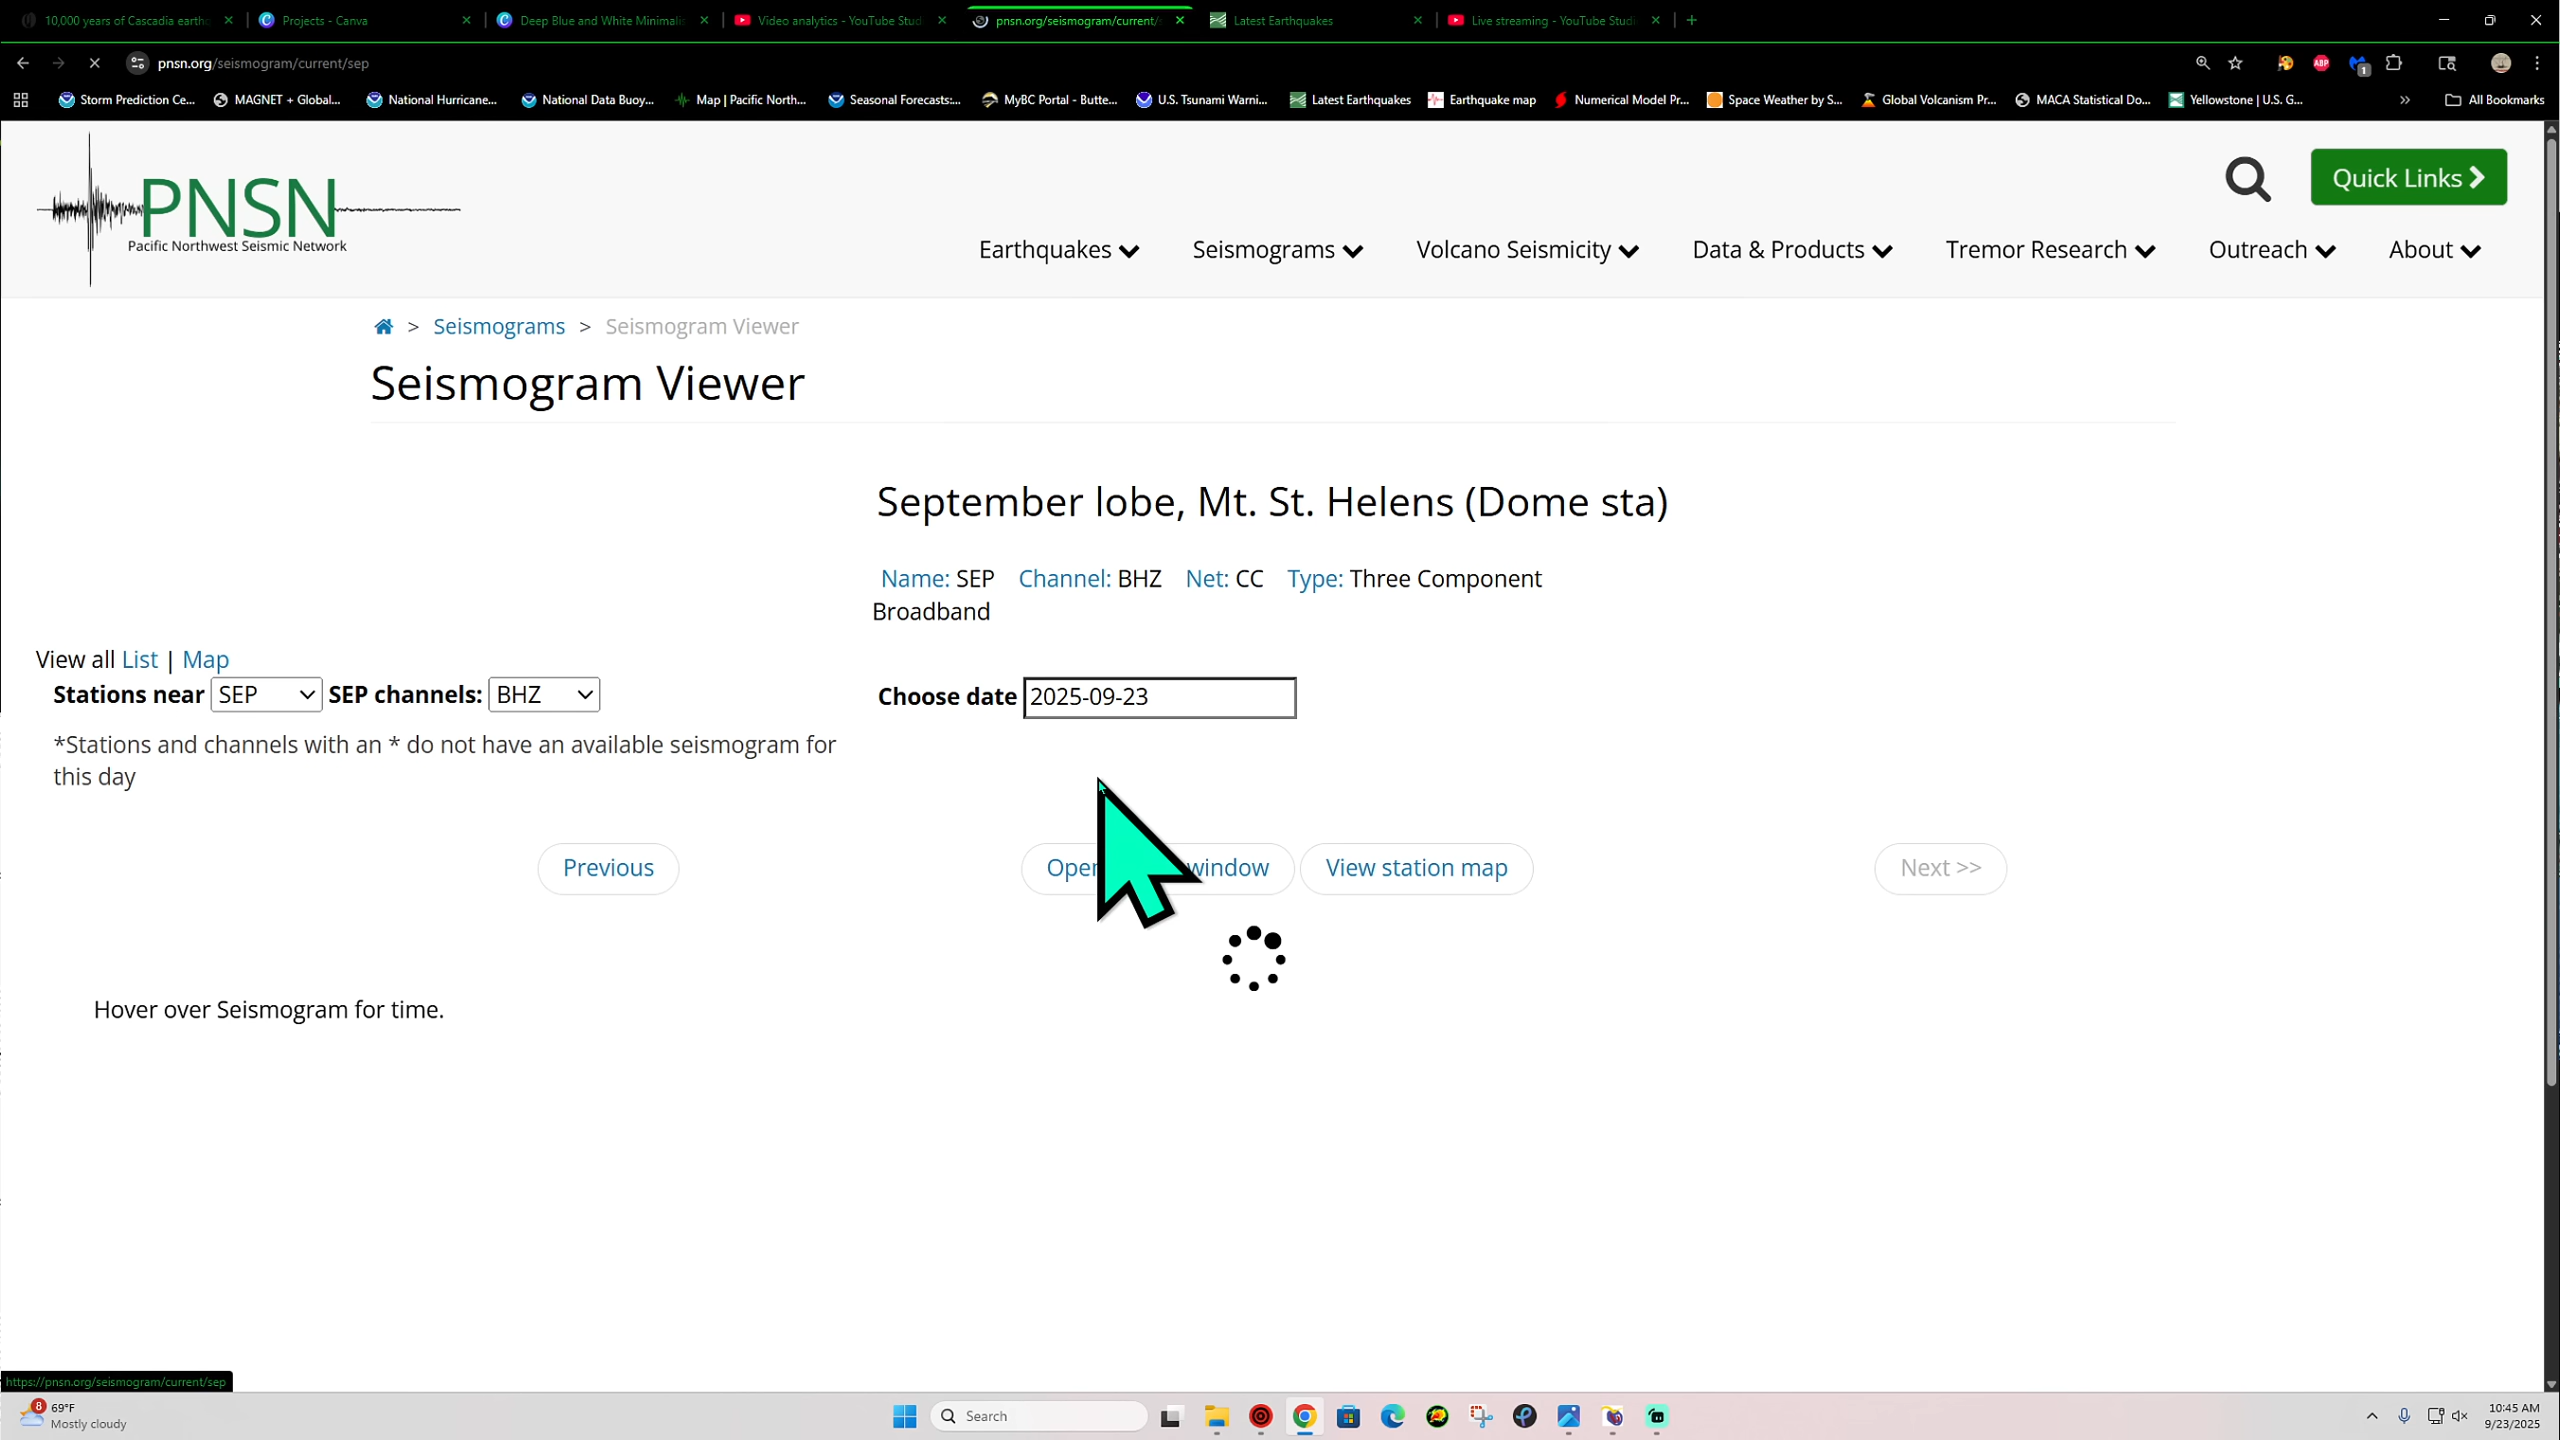 10,000 years of Cascadia earthq
Projects - Canva
Deep Blue and White Minimali
Video analytics - YouTube Stud
pnsn.org/seismogram/current/
Latest Earthquakes
Live streaming - YouTube Studi
pnsn.org/seismogram/current/sep
ABP
1
Storm Prediction Ce...
MAGNET + Global...
National Hurricane...
National Data Buoy...
Map | Pacific North...
Seasonal Forecasts:...
MyBC Portal - Butte...
U.S. Tsunami Warni...
Latest Earthquakes
Earthquake map
Numerical Model Pr...
Space Weather by S...
Global Volcanism Pr...
MACA Statistical Do...
Yellowstone | U.S. G...
»
All Bookmarks
PNSN
Pacific Northwest Seismic Network
Quick Links
Earthquakes
Seismograms
Volcano Seismicity
Data & Products
Tremor Research
Outreach
About
> Seismograms > Seismogram Viewer
Seismogram Viewer
September lobe, Mt. St. Helens (Dome sta)
Name: SEP Channel: BHZ Net: CC Type: Three Component
Broadband
View all List | Map
Stations near SEP SEP channels: BHZ
Choose date 2025-09-23
*Stations and channels with an * do not have an available seismogram for
this day
Previous
Open window
View station map
Next >>
Hover over Seismogram for time.
https://pnsn.org/seismogram/current/sep
8
69°F
Mostly cloudy
Search
10:45 AM
9/23/2025